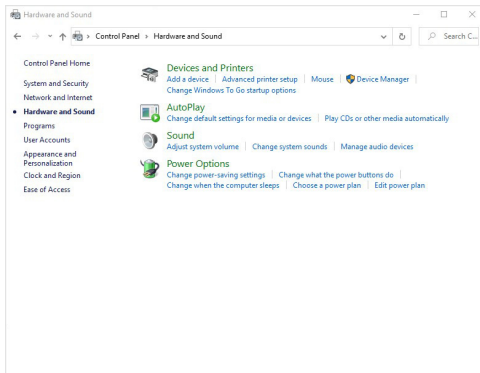 Hardware and Sound
Control Panel > Hardware and Sound
Search C...
Control Panel Home
System and Security
Network and Internet
Hardware and Sound
Programs
User Accounts
Appearance and
Personalization
Clock and Region
Ease of Access
Devices and Printers
Add a device | Advanced printer setup | Mouse | Device Manager |
Change Windows To Go startup options
AutoPlay
Change default settings for media or devices | Play CDs or other media automatically
Sound
Adjust system volume | Change system sounds | Manage audio devices
Power Options
Change power-saving settings | Change what the power buttons do |
Change when the computer sleeps | Choose a power plan | Edit power plan